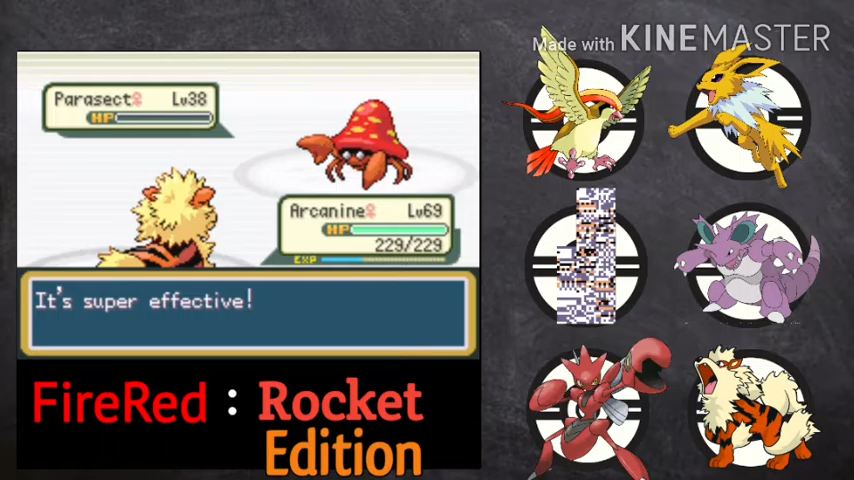 Made with KINEMASTER
Parasect♀ Lv38
HP
Arcanine♀ Lv69
HP
229/229
EXP
It's super effective!
FireRed : Rocket
Edition